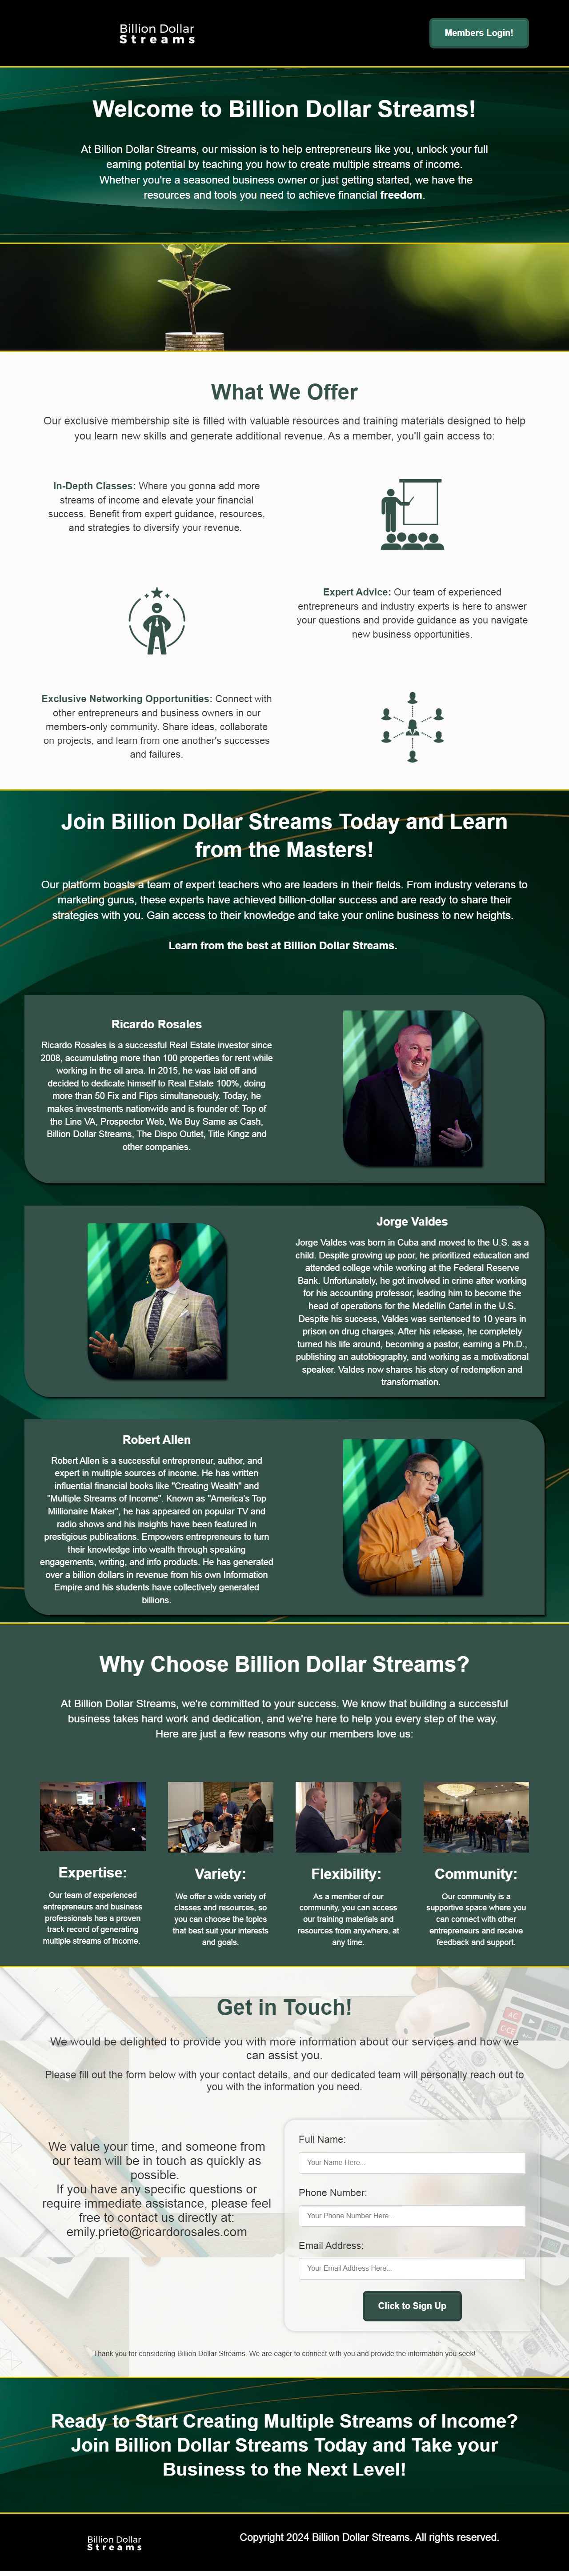 Billion Dollar
Streams
Members Login!
Welcome to Billion Dollar Streams!
At Billion Dollar Streams, our mission is to help entrepreneurs like you, unlock your full
earning potential by teaching you how to create multiple streams of income.
Whether you're a seasoned business owner or just getting started, we have the
resources and tools you need to achieve financial freedom.
What We Offer
Our exclusive membership site is filled with valuable resources and training materials designed to help
you learn new skills and generate additional revenue. As a member, you'll gain access to:
In-Depth Classes: Where you gonna add more
streams of income and elevate your financial
success. Benefit from expert guidance, resources,
and strategies to diversify your revenue.
Expert Advice: Our team of experienced
entrepreneurs and industry experts is here to answer
your questions and provide guidance as you navigate
new business opportunities.
Exclusive Networking Opportunities: Connect with
other entrepreneurs and business owners in our
members-only community. Share ideas, collaborate
on projects, and learn from one another's successes
and failures.
Join Billion Dollar Streams Today and Learn
from the Masters!
Our platform boasts a team of expert teachers who are leaders in their fields. From industry veterans to
marketing gurus, these experts have achieved billion-dollar success and are ready to share their
strategies with you. Gain access to their knowledge and take your online business to new heights.
Learn from the best at Billion Dollar Streams.
Ricardo Rosales
Ricardo Rosales is a successful Real Estate investor since
2008, accumulating more than 100 properties for rent while
working in the oil area. In 2015, he was laid off and
decided to dedicate himself to Real Estate 100%, doing
more than 50 Fix and Flips simultaneously. Today, he
makes investments nationwide and is founder of: Top of
the Line VA, Prospector Web, We Buy Same as Cash,
Billion Dollar Streams, The Dispo Outlet, Title Kingz and
other companies.
Jorge Valdes
Jorge Valdes was born in Cuba and moved to the U.S. as a
child. Despite growing up poor, he prioritized education and
attended college while working at the Federal Reserve
Bank. Unfortunately, he got involved in crime after working
for his accounting professor, leading him to become the
head of operations for the Medellín Cartel in the U.S.
Despite his success, Valdes was sentenced to 10 years in
prison on drug charges. After his release, he completely
turned his life around, becoming a pastor, earning a Ph.D.,
publishing an autobiography, and working as a motivational
speaker. Valdes now shares his story of redemption and
transformation.
Robert Allen
Robert Allen is a successful entrepreneur, author, and
expert in multiple sources of income. He has written
influential financial books like "Creating Wealth" and
"Multiple Streams of Income". Known as "America's Top
Millionaire Maker", he has appeared on popular TV and
radio shows and his insights have been featured in
prestigious publications. Empowers entrepreneurs to turn
their knowledge into wealth through speaking
engagements, writing, and info products. He has generated
over a billion dollars in revenue from his own Information
Empire and his students have collectively generated
billions.
Why Choose Billion Dollar Streams?
At Billion Dollar Streams, we're committed to your success. We know that building a successful
business takes hard work and dedication, and we're here to help you every step of the way.
Here are just a few reasons why our members love us:
Expertise:
Our team of experienced
entrepreneurs and business
professionals has a proven
track record of generating
multiple streams of income.
Variety:
We offer a wide variety of
classes and resources, so
you can choose the topics
that best suit your interests
and goals.
Flexibility:
As a member of our
community, you can access
our training materials and
resources from anywhere, at
any time.
Community:
Our community is a
supportive space where you
can connect with other
entrepreneurs and receive
feedback and support.
Get in Touch!
We would be delighted to provide you with more information about our services and how we
can assist you.
Please fill out the form below with your contact details, and our dedicated team will personally reach out to
you with the information you need.
We value your time, and someone from
our team will be in touch as quickly as
possible.
If you have any specific questions or
require immediate assistance, please feel
free to contact us directly at:
emily.prieto@ricardorosales.com
Full Name:
Your Name Here...
Phone Number:
Your Phone Number Here...
Email Address:
Your Email Address Here...
Click to Sign Up
Thank you for considering Billion Dollar Streams. We are eager to connect with you and provide the information you seek!
Ready to Start Creating Multiple Streams of Income?
Join Billion Dollar Streams Today and Take your
Business to the Next Level!
Billion Dollar
Streams
Copyright 2024 Billion Dollar Streams. All rights reserved.